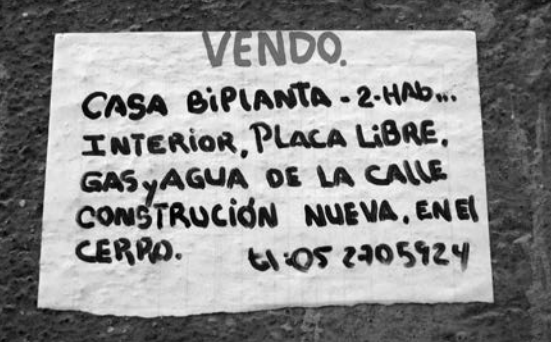 VENDO.
CASA BiPLANTA - 2-HAb...
INTERIOR, PLACA LIBRE,
GAS y AGUA DE LA CALLE
CONSTRUCIÓN NUEVA. EN El
CERRO. tl:05 2705924